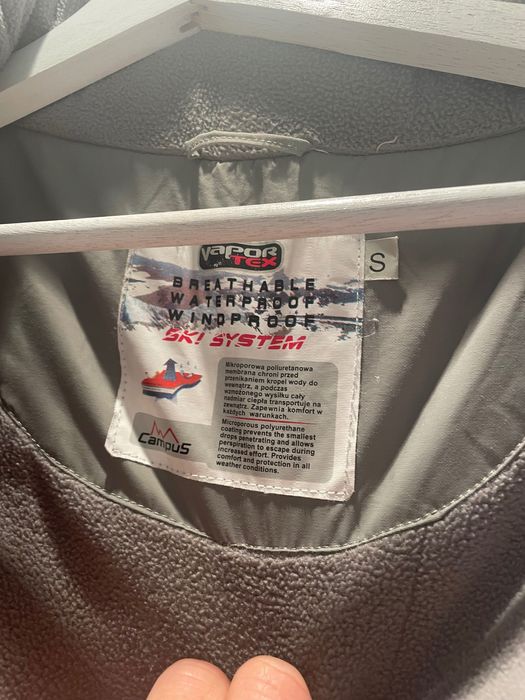 VAPOR
TEX
S
BREATHABLE
WATERPROOF
WINDPROOF
SKI SYSTEM
Mikroporowa poliuretanowa
membrana chroni przed
przenikaniem kropel wody do
wewnątrz, a podczas
wzmożonego wysiłku cały
nadmiar ciepła transportuje na
zewnątrz. Zapewnia komfort w
każdych warunkach.
Microporous polyurethane
coating prevents the smallest
drops penetrating and allows
perspiration to escape during
increased effort. Provides
comfort and protection in all
weather conditions.
Campus